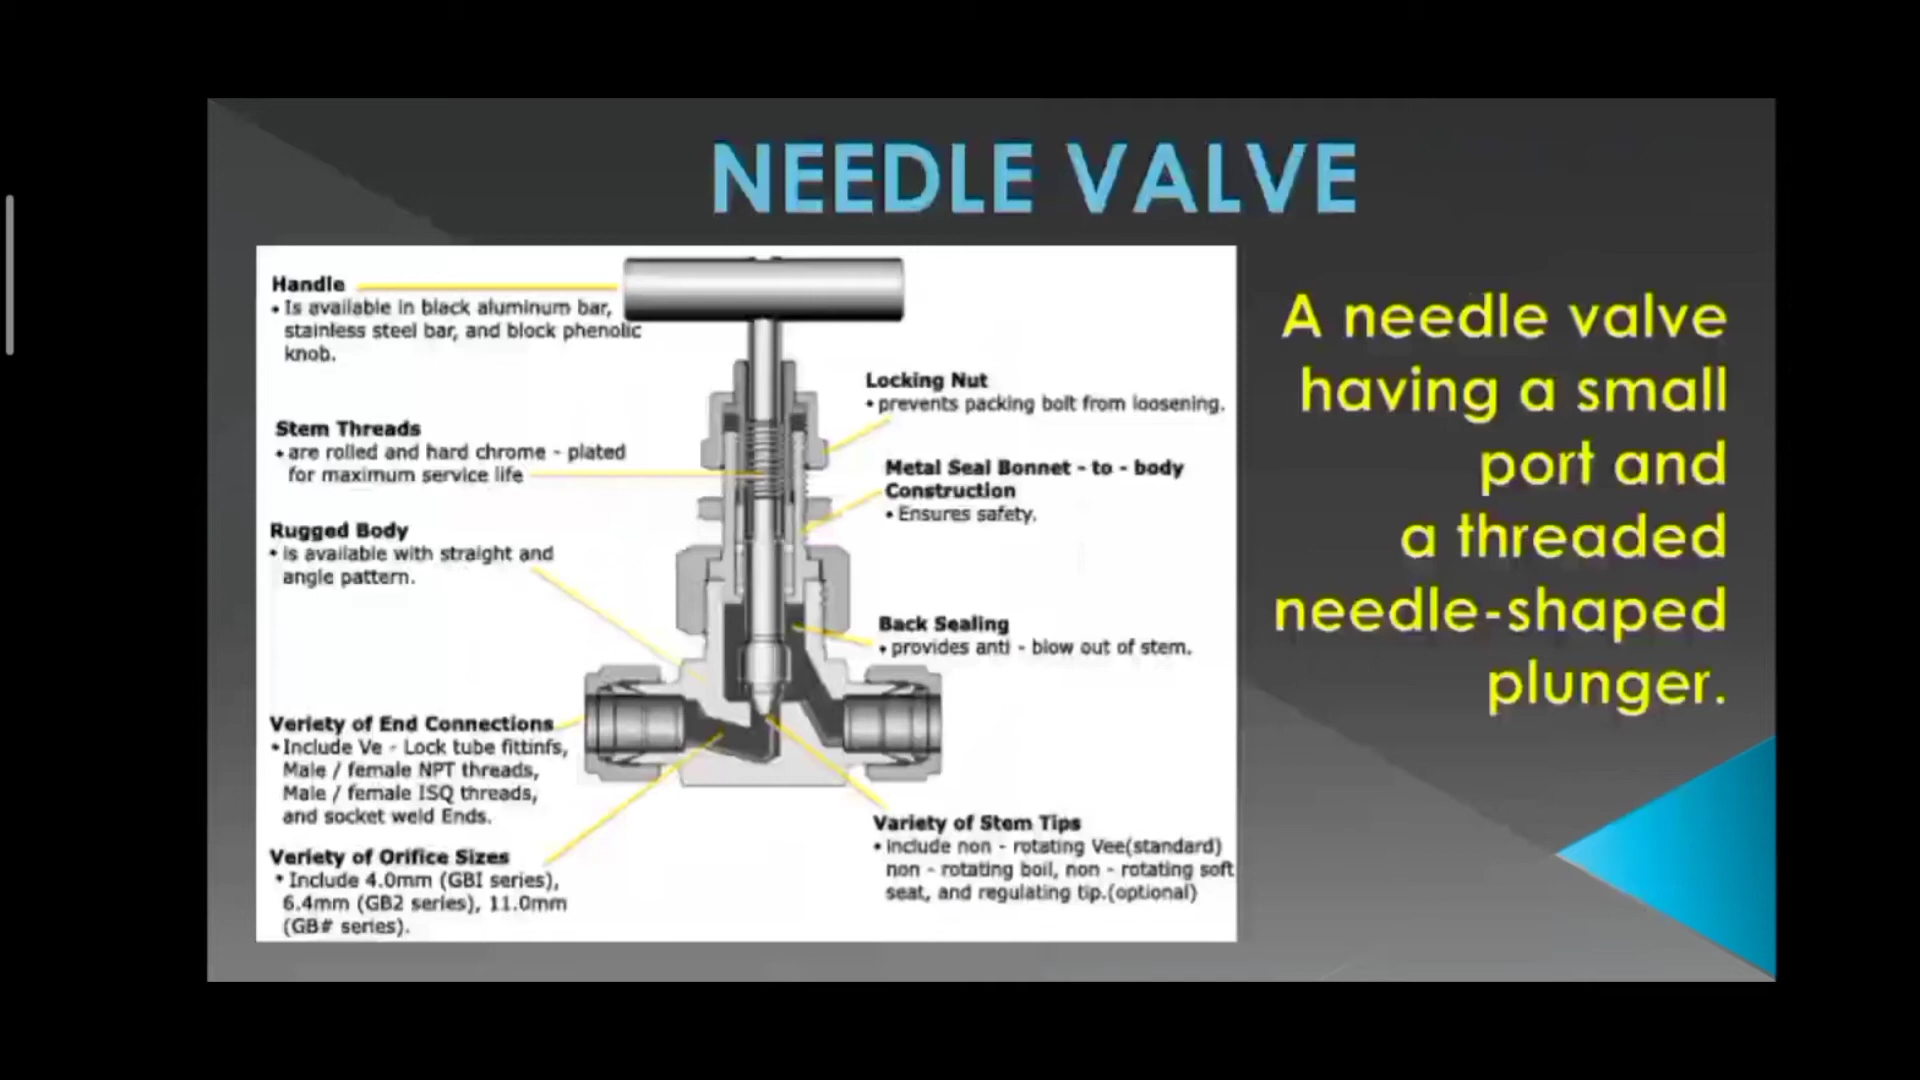 NEEDLE VALVE
Handle
• Is available in black aluminum bar,
stainless steel bar, and block phenolic
knob.
Stem Threads
• are rolled and hard chrome - plated
for maximum service life
Rugged Body
• is available with straight and
angle pattern.
Variety of End Connections
• Include Ve - Lock tube fittinfs,
Male / female NPT threads,
Male / female ISQ threads,
and socket weld Ends.
Variety of Orifice Sizes
• Include 4.0mm (GBI series),
6.4mm (GB2 series), 11.0mm
(GB# series).
Locking Nut
• prevents packing bolt from loosening.
Metal Seal Bonnet - to - body
Construction
• Ensures safety.
Back Sealing
• provides anti - blow out of stem.
Variety of Stem Tips
• include non - rotating Vee(standard)
non - rotating boil, non - rotating soft
seat, and regulating tip.(optional)
A needle valve
having a small
port and
a threaded
needle-shaped
plunger.